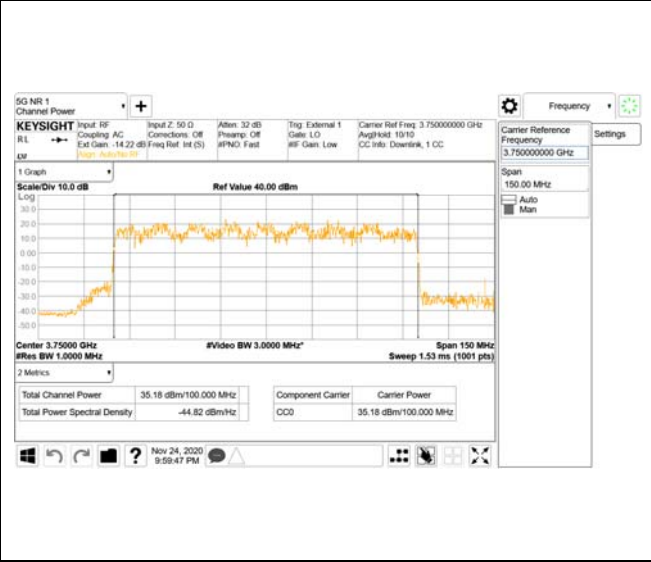 5G NR 1
Channel Power
Frequency
KEYSIGHT
Input: RF
Input Z: 50 Ω
Atten: 32 dB
Trig: External 1
Carrier Ref Freq: 3.750000000 GHz
R L
Coupling: AC
Corrections: Off
Preamp: Off
Gate: LO
Avg|Hold: 10/10
Ext Gain: -14.22 dB
Freq Ref: Int (S)
#PNO: Fast
#IF Gain: Low
CC Info: Downlink, 1 CC
Align: Auto/No RF
Carrier Reference
Frequency
3.750000000 GHz
Settings
Span
150.00 MHz
Auto
Man
1 Graph
Scale/Div 10.0 dB
Ref Value 40.00 dBm
Log
30.0
20.0
10.0
0.00
-10.0
-20.0
-30.0
-40.0
-50.0
Center 3.75000 GHz
#Video BW 3.0000 MHz*
Span 150 MHz
#Res BW 1.0000 MHz
Sweep 1.53 ms (1001 pts)
2 Metrics
Total Channel Power
35.18 dBm/100.000 MHz
Component Carrier
Carrier Power
Total Power Spectral Density
-44.82 dBm/Hz
CC0
35.18 dBm/100.000 MHz
?
Nov 24, 2020
9:59:47 PM